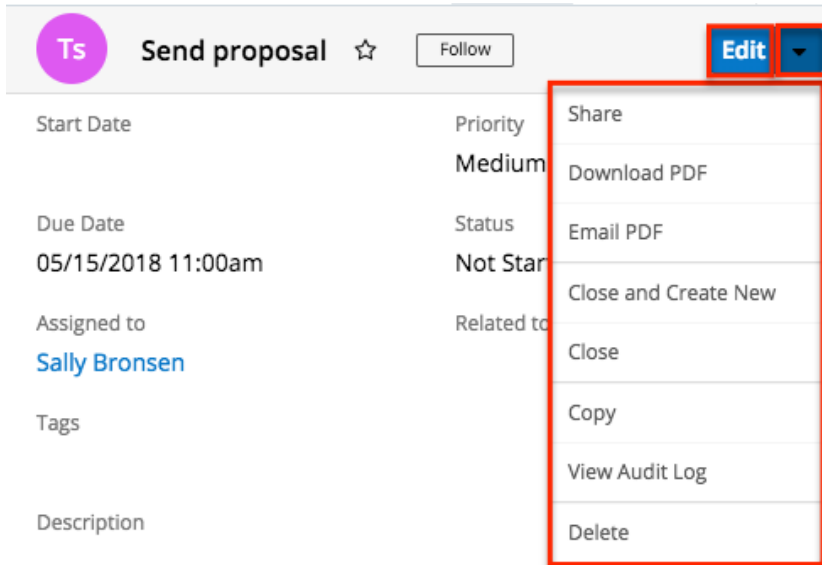 Ts Send proposal Follow Edit
Start Date Priority Share
Medium Download PDF
Due Date Status Email PDF
05/15/2018 11:00am Not Star
Close and Create New
Assigned to Related to
Close
Sally Bronsen
Tags Copy
View Audit Log
Description Delete